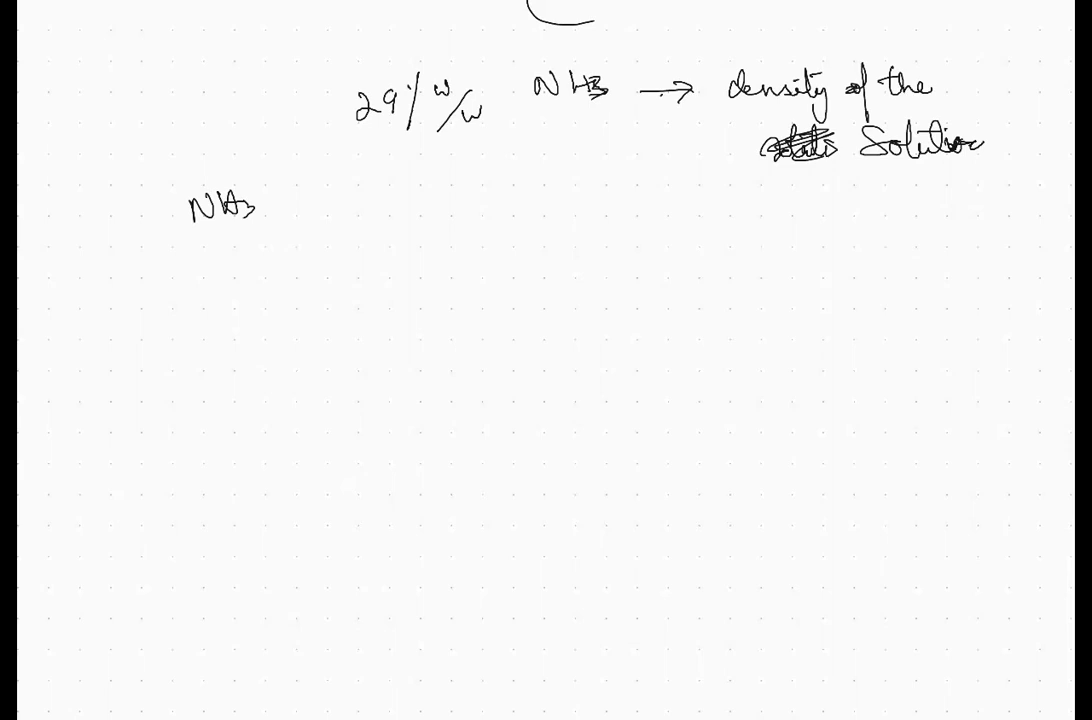 29% w/w NH3 → density of the
Solution
NH3